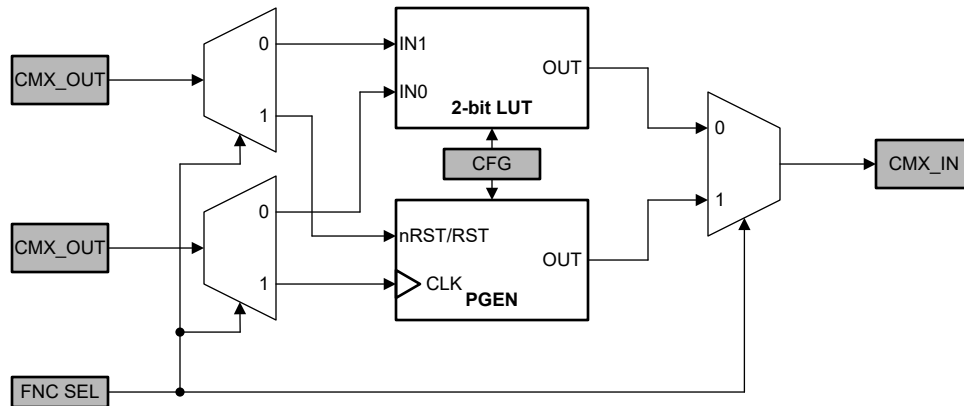 CMX_OUT
0
1
IN1
IN0
OUT
2-bit LUT
CFG
0
1
CMX_IN
CMX_OUT
0
1
nRST/RST
CLK
OUT
PGEN
FNC SEL